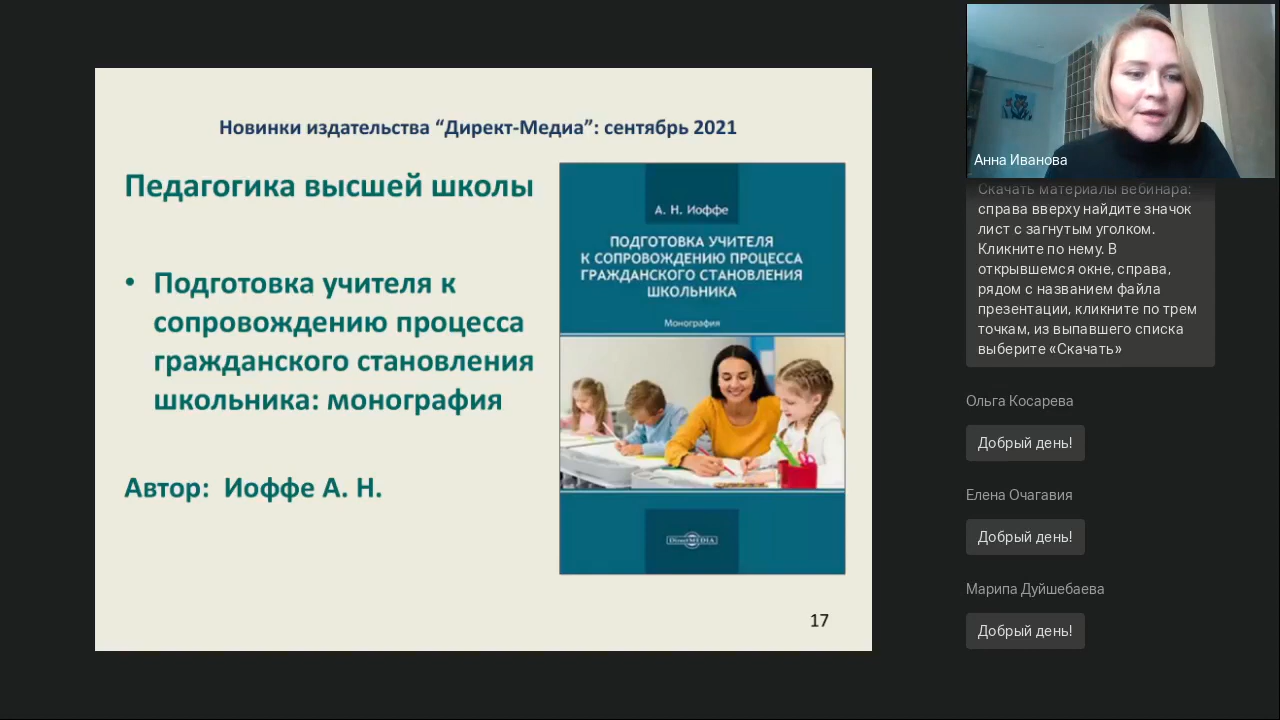 Новинки издательства “Директ-Медиа”: сентябрь 2021
Педагогика высшей школы
• Подготовка учителя к
сопровождению процесса
гражданского становления
школьника: монография
Автор: Иоффе А. Н.
А. Н. Иоффе
ПОДГОТОВКА УЧИТЕЛЯ
К СОПРОВОЖДЕНИЮ ПРОЦЕССА
ГРАЖДАНСКОГО СТАНОВЛЕНИЯ
ШКОЛЬНИКА
Монография
DirectMEDIA
17
Анна Иванова
Скачать материалы вебинара:
справа вверху найдите значок
лист с загнутым уголком.
Кликните по нему. В
открывшемся окне, справа,
рядом с названием файла
презентации, кликните по трем
точкам, из выпавшего списка
выберите «Скачать»
Ольга Косарева
Добрый день!
Елена Очагавия
Добрый день!
Марипа Дуйшебаева
Добрый день!